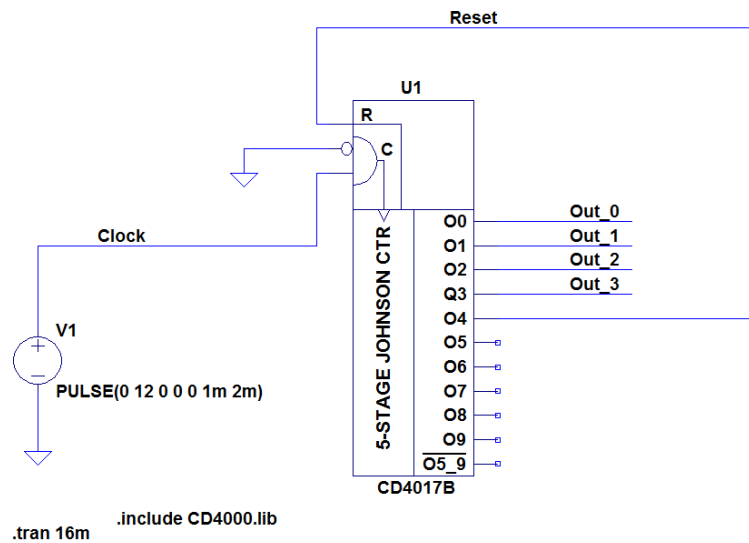 Reset
U1
R
C
O0 Out_0
O1 Out_1
O2 Out_2
Q3 Out_3
O4
O5
O6
O7
O8
O9
O5_9
5-STAGE JOHNSON CTR
CD4017B
Clock
V1
PULSE(0 12 0 0 0 1m 2m)
.include CD4000.lib
.tran 16m